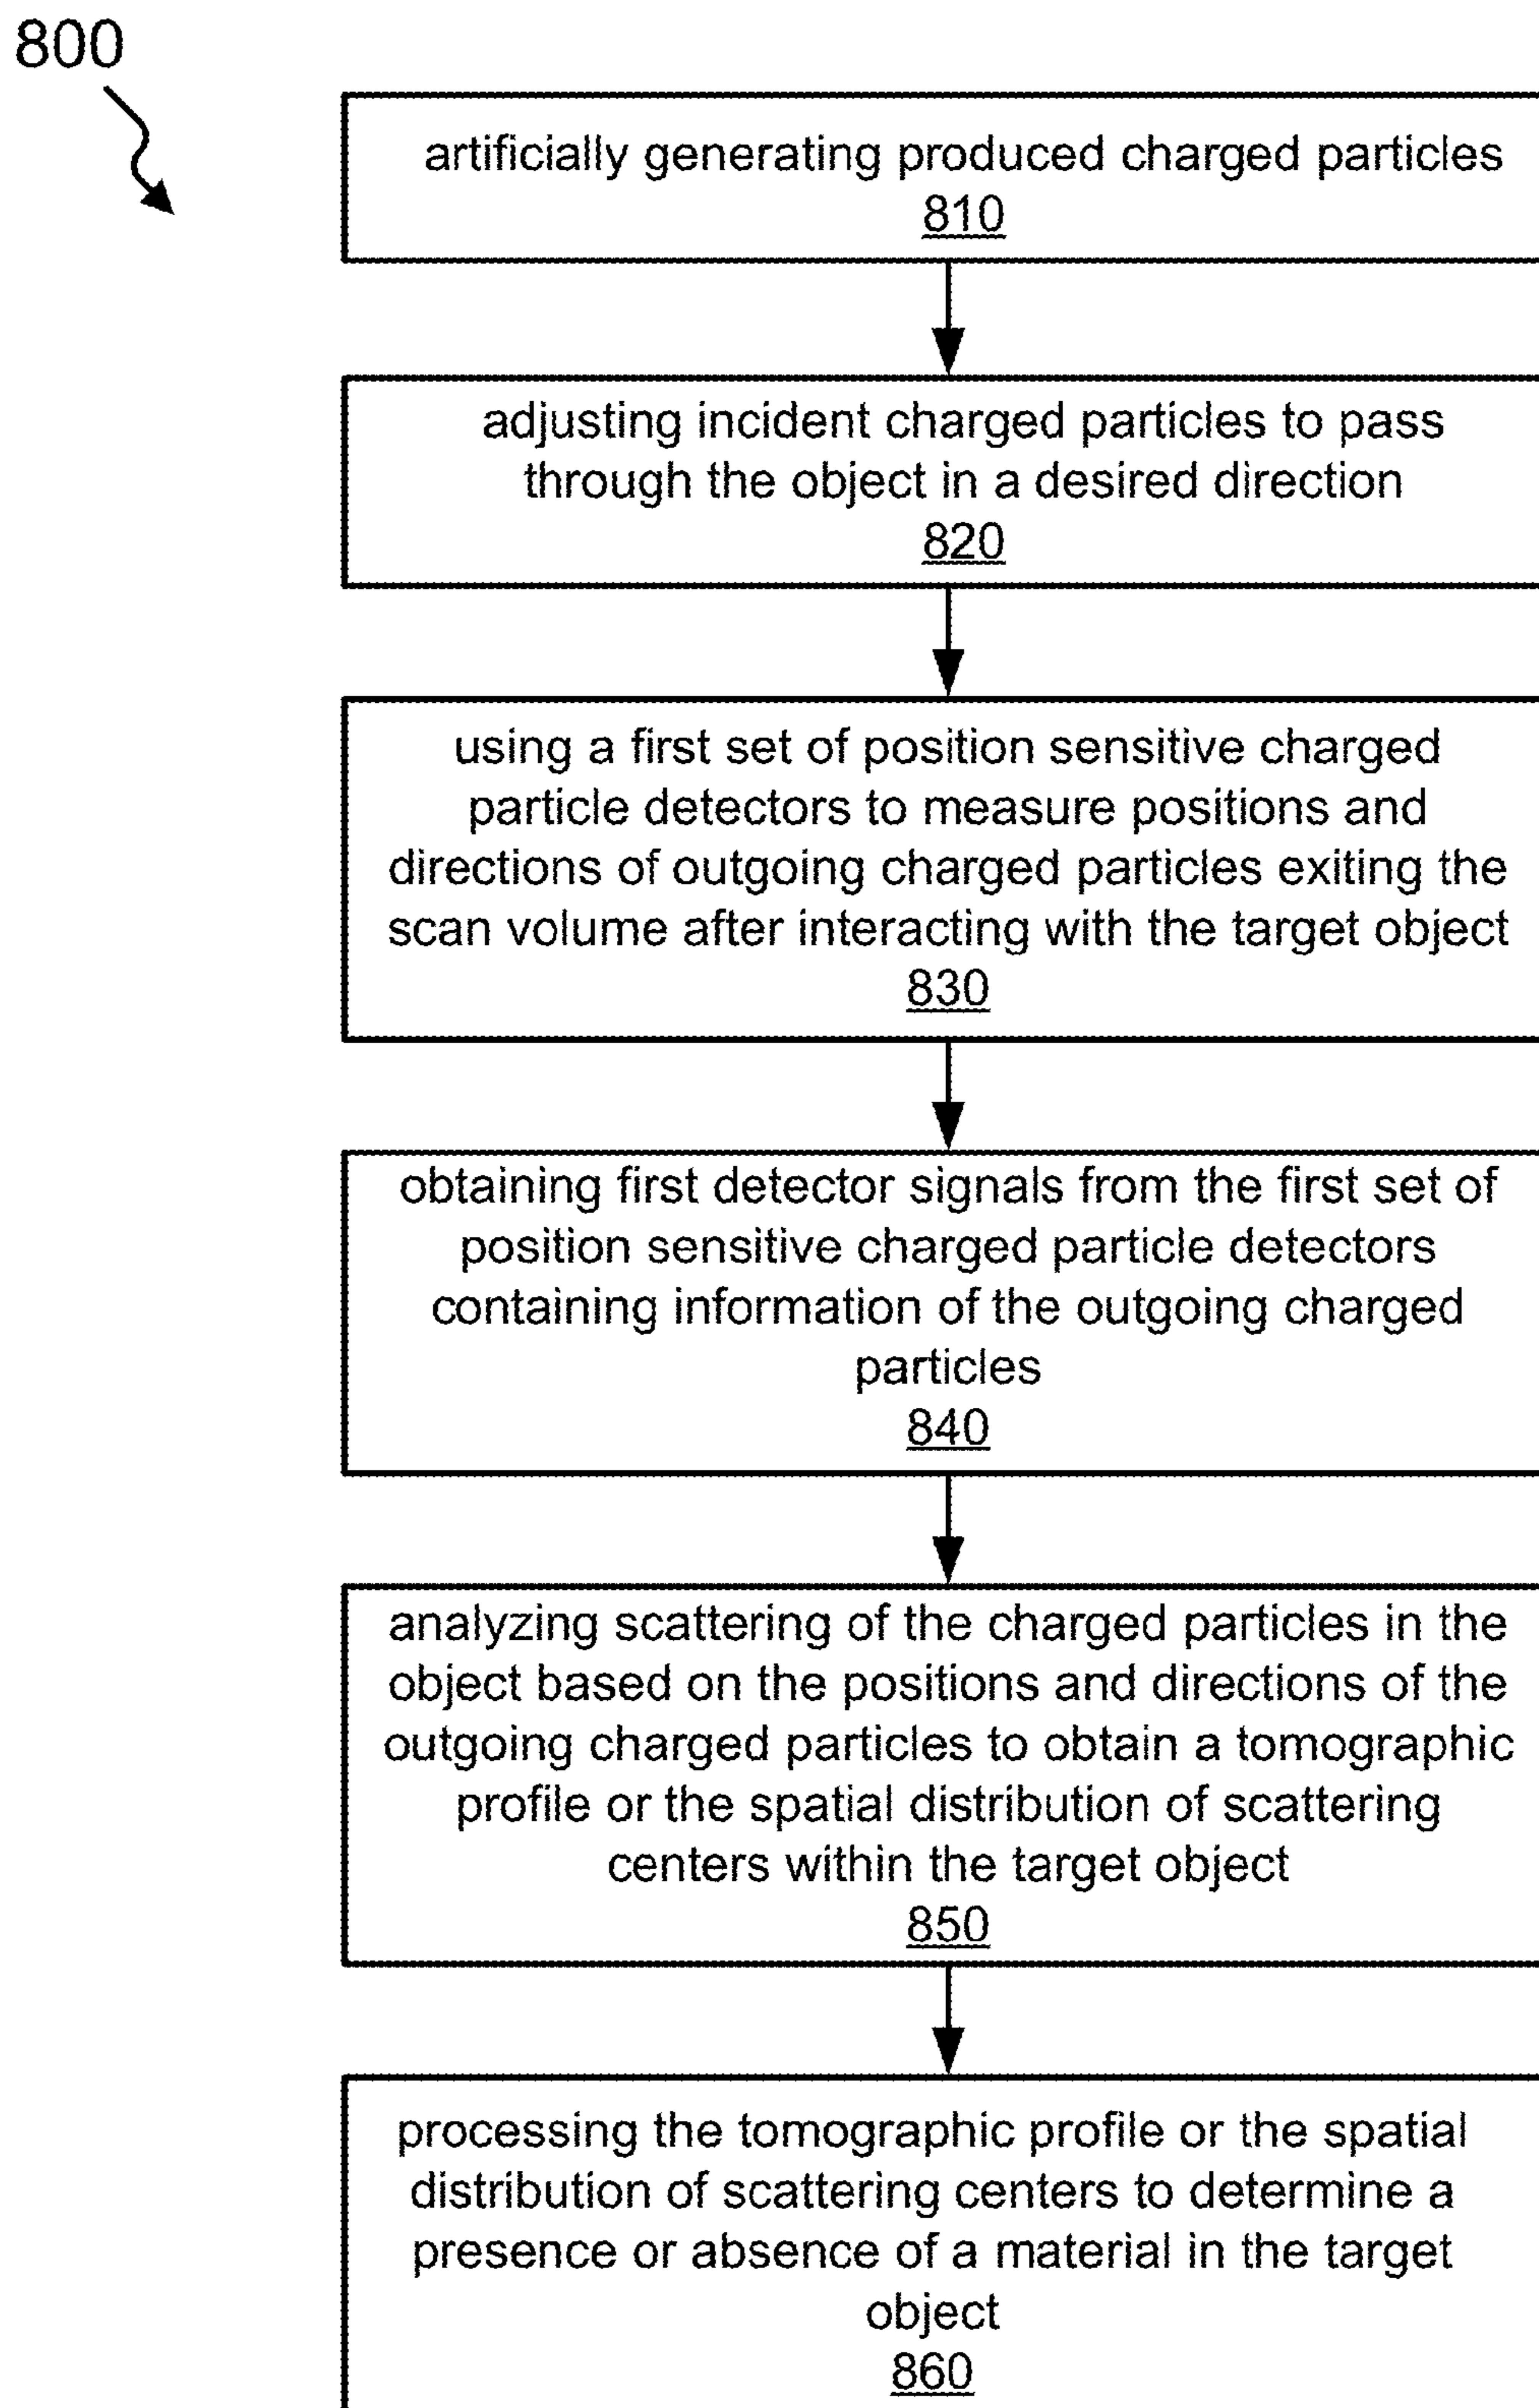 800
artificially generating produced charged particles
810
adjusting incident charged particles to pass
through the object in a desired direction
820
using a first set of position sensitive charged
particle detectors to measure positions and
directions of outgoing charged particles exiting the
scan volume after interacting with the target object
830
obtaining first detector signals from the first set of
position sensitive charged particle detectors
containing information of the outgoing charged
particles
840
analyzing scattering of the charged particles in the
object based on the positions and directions of the
outgoing charged particles to obtain a tomographic
profile or the spatial distribution of scattering
centers within the target object
850
processing the tomographic profile or the spatial
distribution of scattering centers to determine a
presence or absence of a material in the target
object
860